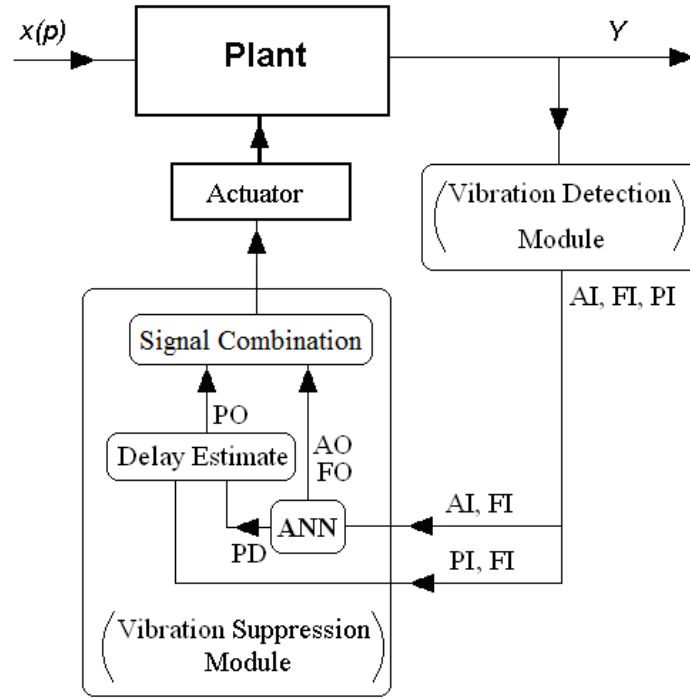 x(p)
Plant
Y
Actuator
Vibration Detection
Module
AI, FI, PI
Signal Combination
PO
AO
FO
Delay Estimate
ANN
AI, FI
PD
PI, FI
Vibration Suppression
Module